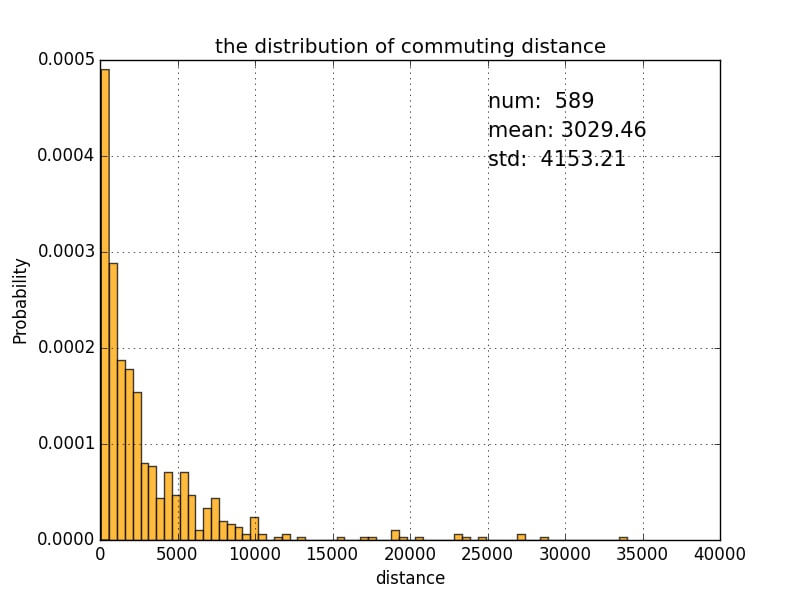 the distribution of commuting distance
num: 589
mean: 3029.46
std: 4153.21
0.0005
0.0004
0.0003
0.0002
0.0001
0.0000
Probability
0 5000 10000 15000 20000 25000 30000 35000 40000
distance